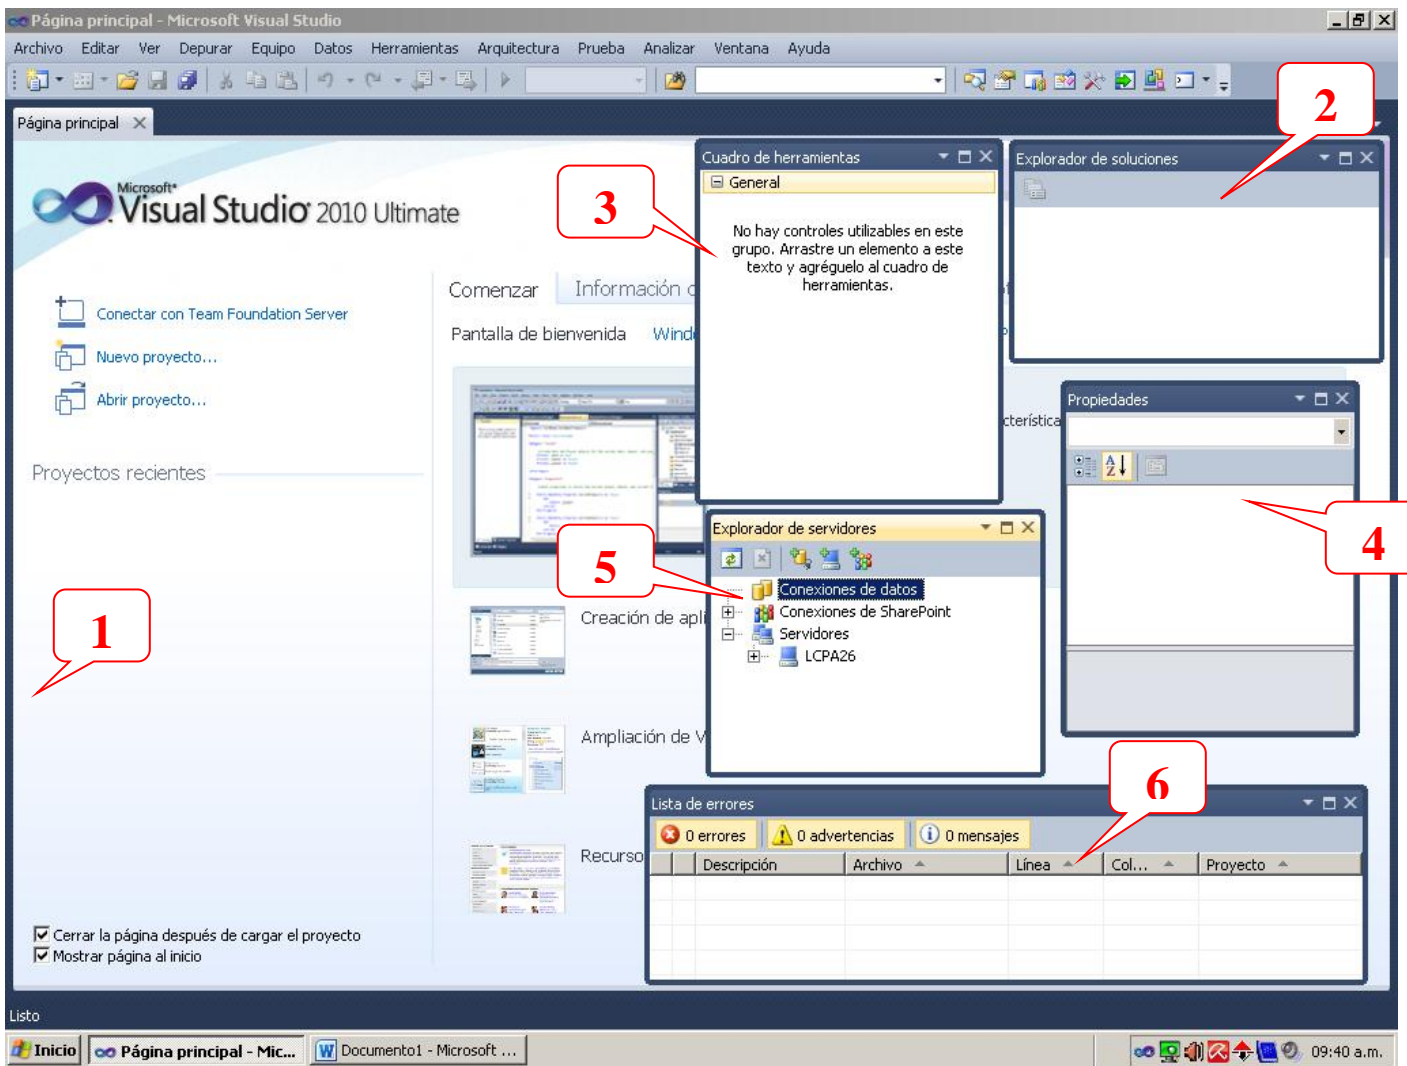 Página principal - Microsoft Visual Studio
Archivo Editar Ver Depurar Equipo Datos Herramientas Arquitectura Prueba Analizar Ventana Ayuda
Página principal
2
Microsoft
Visual Studio 2010 Ultimate
Conectar con Team Foundation Server
Nuevo proyecto...
Abrir proyecto...
Proyectos recientes
1
Cerrar la página después de cargar el proyecto
Mostrar página al inicio
Comenzar Información
Pantalla de bienvenida
Creación de
Ampliación de
3
Cuadro de herramientas
General
No hay controles utilizables en este
grupo. Arrastre un elemento a este
texto y agréguelo al cuadro de
herramientas.
Explorador de soluciones
Propiedades
4
5
Explorador de servidores
Conexiones de datos
Conexiones de SharePoint
Servidores
LCPA26
6
Lista de errores
0 errores 0 advertencias 0 mensajes
Descripción Archivo Línea Col... Proyecto
Listo
Inicio Página principal - Mic... Documento1 - Microsoft ... 09:40 a.m.